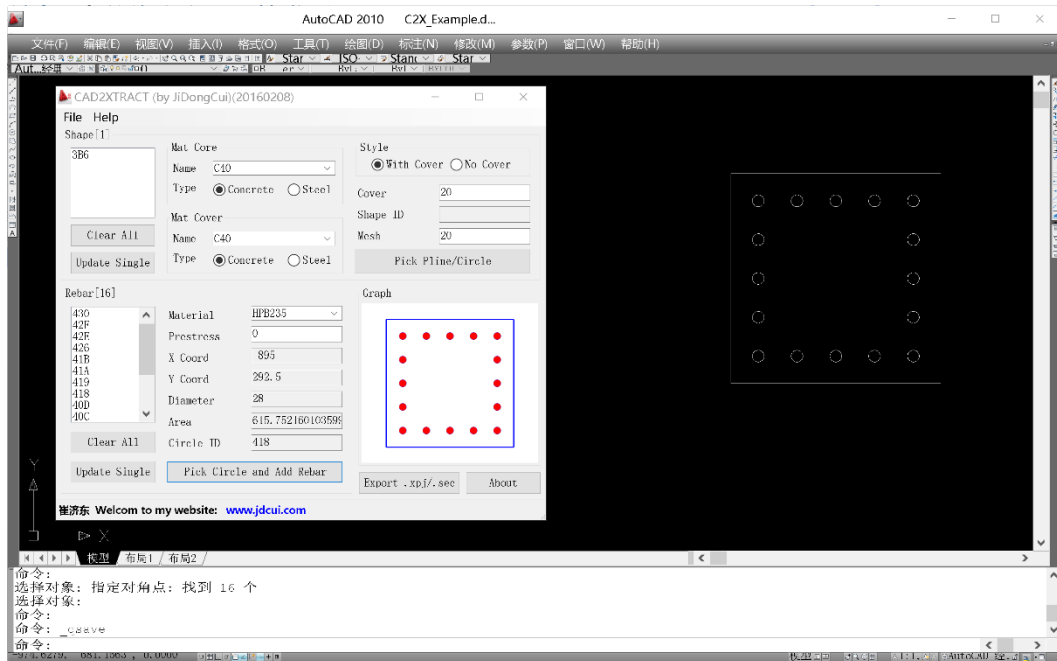 AutoCAD 2010 C2X_Example.d...
文件(F) 编辑(E) 视图(V) 插入(I) 格式(O) 工具(T) 绘图(D) 标注(N) 修改(M) 参数(P) 窗口(W) 帮助(H)
CAD2XTRACT (by JiDongCui)(20160208)
File Help
Shape[1]
3B6
Clear All
Update Single
Mat Core
Name C40
Type Concrete Steel
Mat Cover
Name C40
Type Concrete Steel
Style
With Cover No Cover
Cover 20
Shape ID
Mesh 20
Pick Pline/Circle
Rebar[16]
430
42F
42E
426
41B
41A
419
418
40D
40C
Clear All
Update Single
Material HPB235
Prestress 0
X Coord 895
Y Coord 292.5
Diameter 28
Area 615.752160103599
Circle ID 418
Pick Circle and Add Rebar
Graph
Export .xpj/.sec About
崔济东 Welcom to my website: www.jdcui.com
Y
X
模型 布局1 布局2
命令:
选择对象: 指定对角点: 找到 16 个
选择对象:
命令:
命令: _qsave
命令: